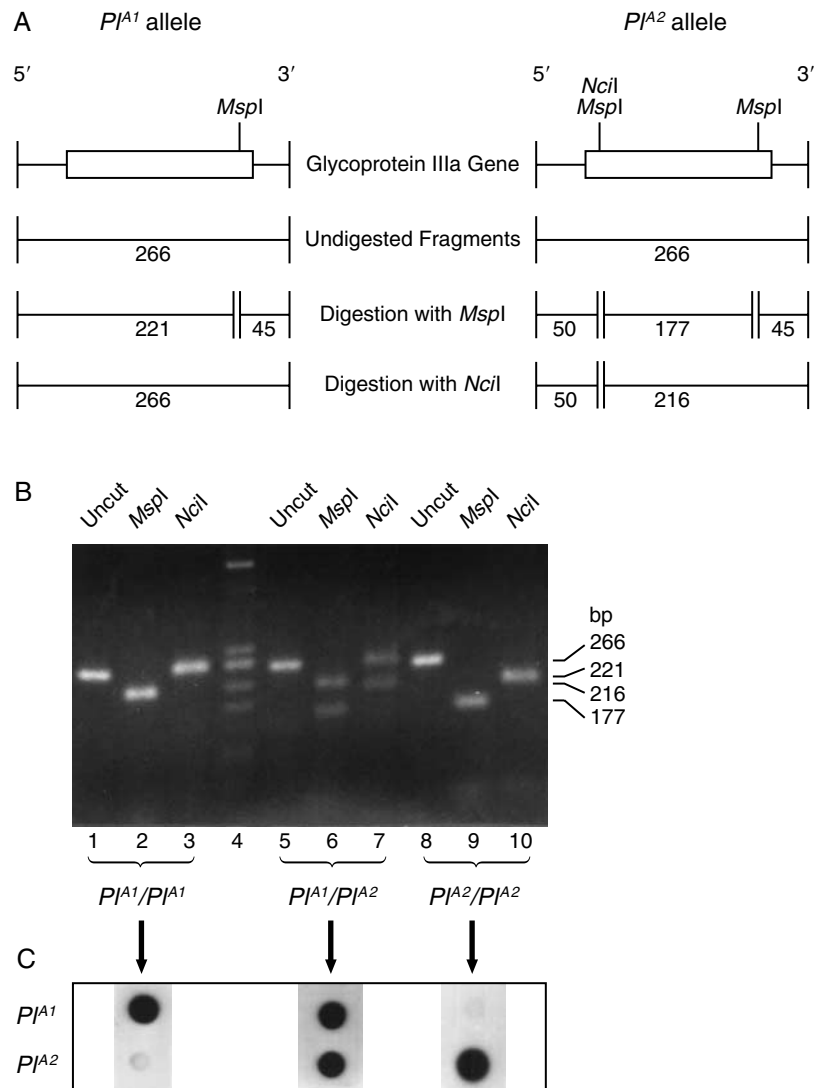 A
Pl^A1 allele
Pl^A2 allele
5′ 3′ 5′ 3′
MspI
NciI
MspI
MspI
Glycoprotein IIIa Gene
266 Undigested Fragments 266
221 45 Digestion with MspI 50 177 45
266 Digestion with NciI 50 216
B
Uncut MspI NciI Uncut MspI NciI Uncut MspI NciI
bp
266
221
216
177
1 2 3 4 5 6 7 8 9 10
Pl^A1/Pl^A1 Pl^A1/Pl^A2 Pl^A2/Pl^A2
C
Pl^A1
Pl^A2